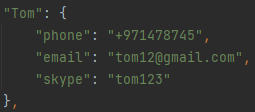 "Tom": {
    "phone": "+971478745",
    "email": "tom12@gmail.com",
    "skype": "tom123"
},